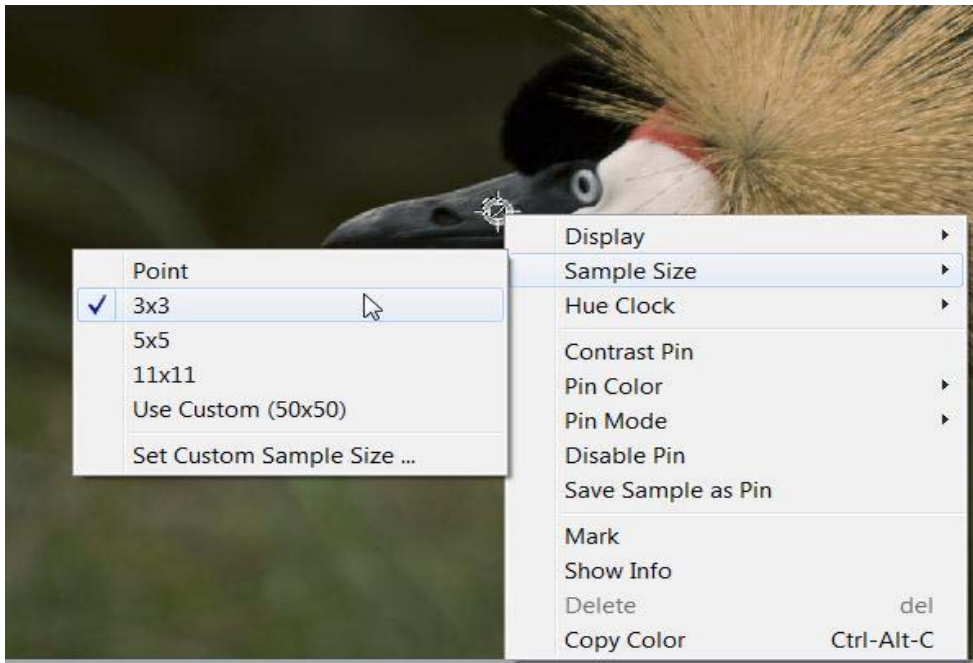 Display
Sample Size
Hue Clock
Contrast Pin
Pin Color
Pin Mode
Disable Pin
Save Sample as Pin
Mark
Show Info
Delete del
Copy Color Ctrl-Alt-C
Point
3x3
5x5
11x11
Use Custom (50x50)
Set Custom Sample Size ...